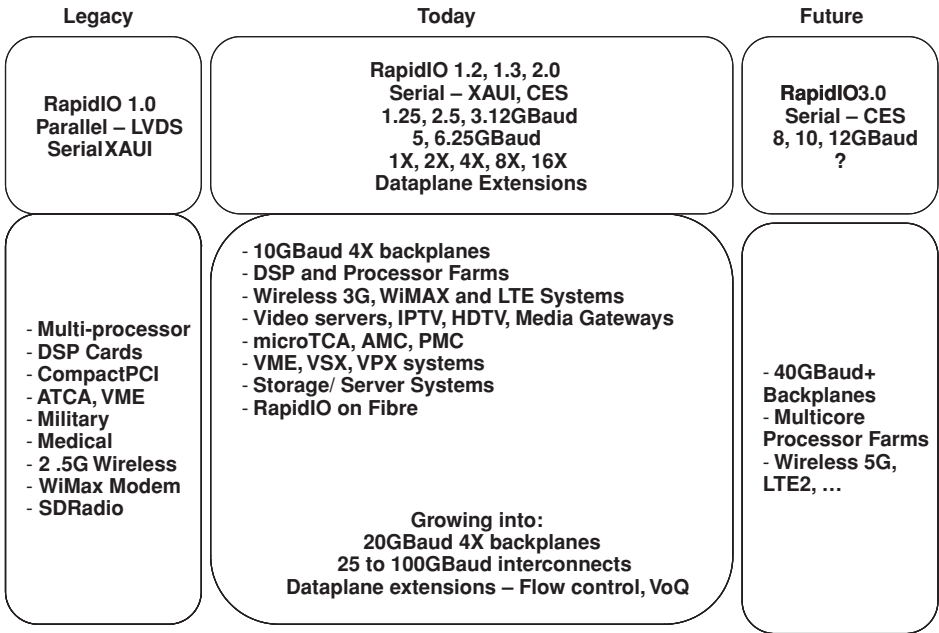 Legacy
RapidIO 1.0
Parallel – LVDS
Serial XAUI
- Multi-processor
- DSP Cards
- CompactPCI
- ATCA, VME
- Military
- Medical
- 2 .5G Wireless
- WiMax Modem
- SDRadio
Today
RapidIO 1.2, 1.3, 2.0
Serial – XAUI, CES
1.25, 2.5, 3.12GBaud
5, 6.25GBaud
1X, 2X, 4X, 8X, 16X
Dataplane Extensions
- 10GBaud 4X backplanes
- DSP and Processor Farms
- Wireless 3G, WiMAX and LTE Systems
- Video servers, IPTV, HDTV, Media Gateways
- microTCA, AMC, PMC
- VME, VSX, VPX systems
- Storage/ Server Systems
- RapidIO on Fibre
Growing into:
20GBaud 4X backplanes
25 to 100GBaud interconnects
Dataplane extensions – Flow control, VoQ
Future
RapidIO3.0
Serial – CES
8, 10, 12GBaud
?
- 40GBaud+
Backplanes
- Multicore
Processor Farms
- Wireless 5G,
LTE2, …